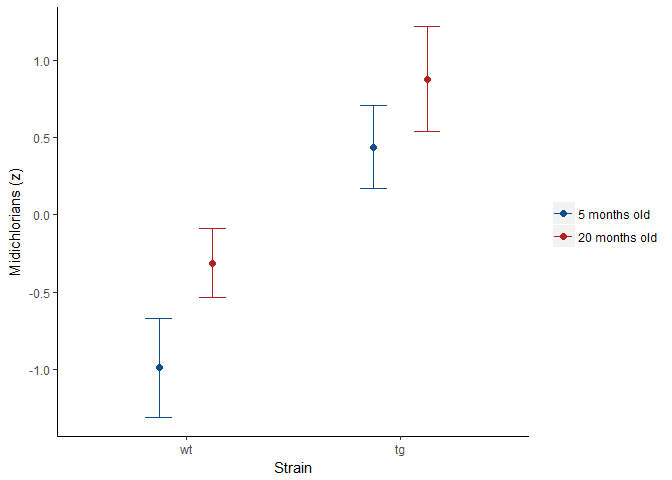 Midichlorians (z)
1.0
0.5
0.0
-0.5
-1.0
wt
tg
Strain
5 months old
20 months old